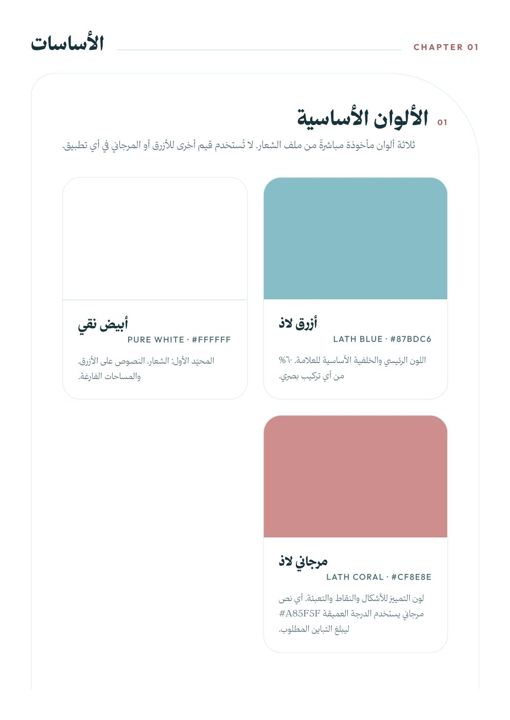 الأساسات
CHAPTER 01
01
الألوان الأساسية
ثلاثة ألوان مأخوذة مباشرةً من ملف الشعار. لا تُستخدم قيم أخرى للأزرق أو المرجاني في أي تطبيق.
أزرق لاذ
LATH BLUE · #87BDC6
اللون الرئيسي والخلفية الأساسية للعلامة. ٦٠%
من أي تركيب بصري.
أبيض نقي
PURE WHITE · #FFFFFF
المحيّد الأول: الشعار، النصوص على الأزرق،
والمساحات الفارغة.
مرجاني لاذ
LATH CORAL · #CF8E8E
لون التمييز للأشكال والنقاط والتعبئة. أي نص
مرجاني يستخدم الدرجة العميقة A85F5F#
ليبلغ التباين المطلوب.